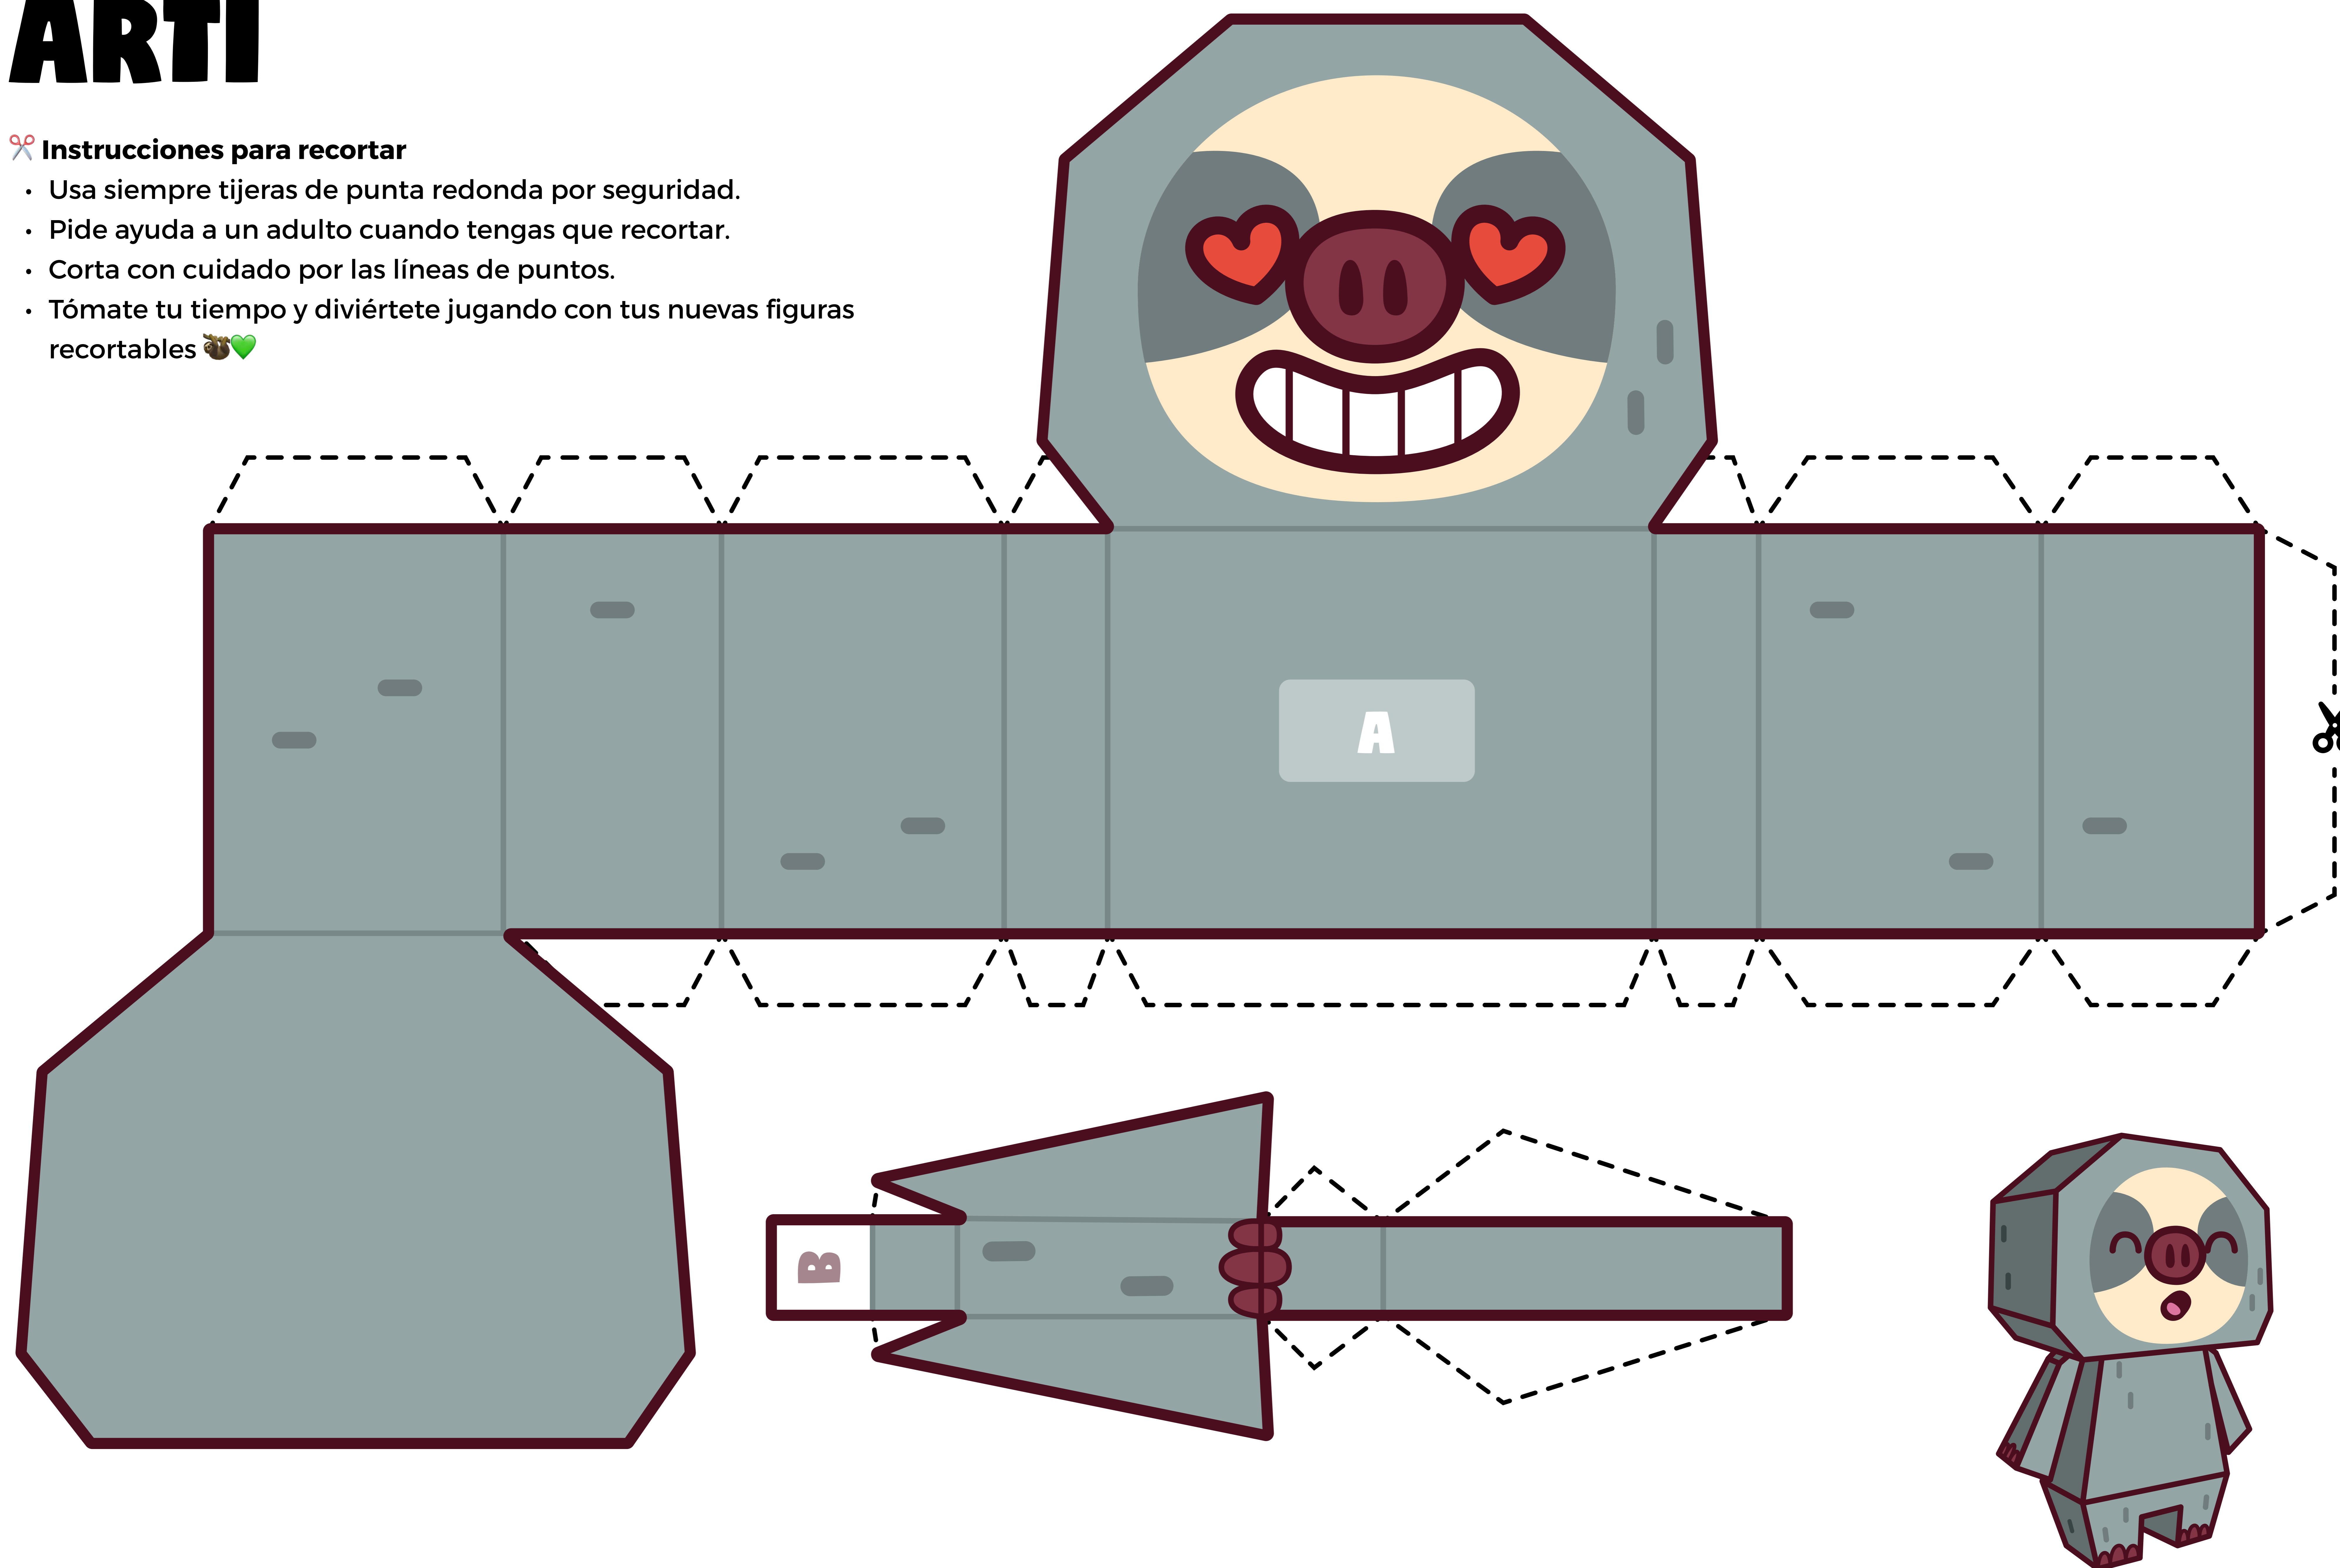 ARTI
✂️ Instrucciones para recortar
• Usa siempre tijeras de punta redonda por seguridad.
• Pide ayuda a un adulto cuando tengas que recortar.
• Corta con cuidado por las líneas de puntos.
• Tómate tu tiempo y diviértete jugando con tus nuevas figuras
recortables 🦥💚
A
B